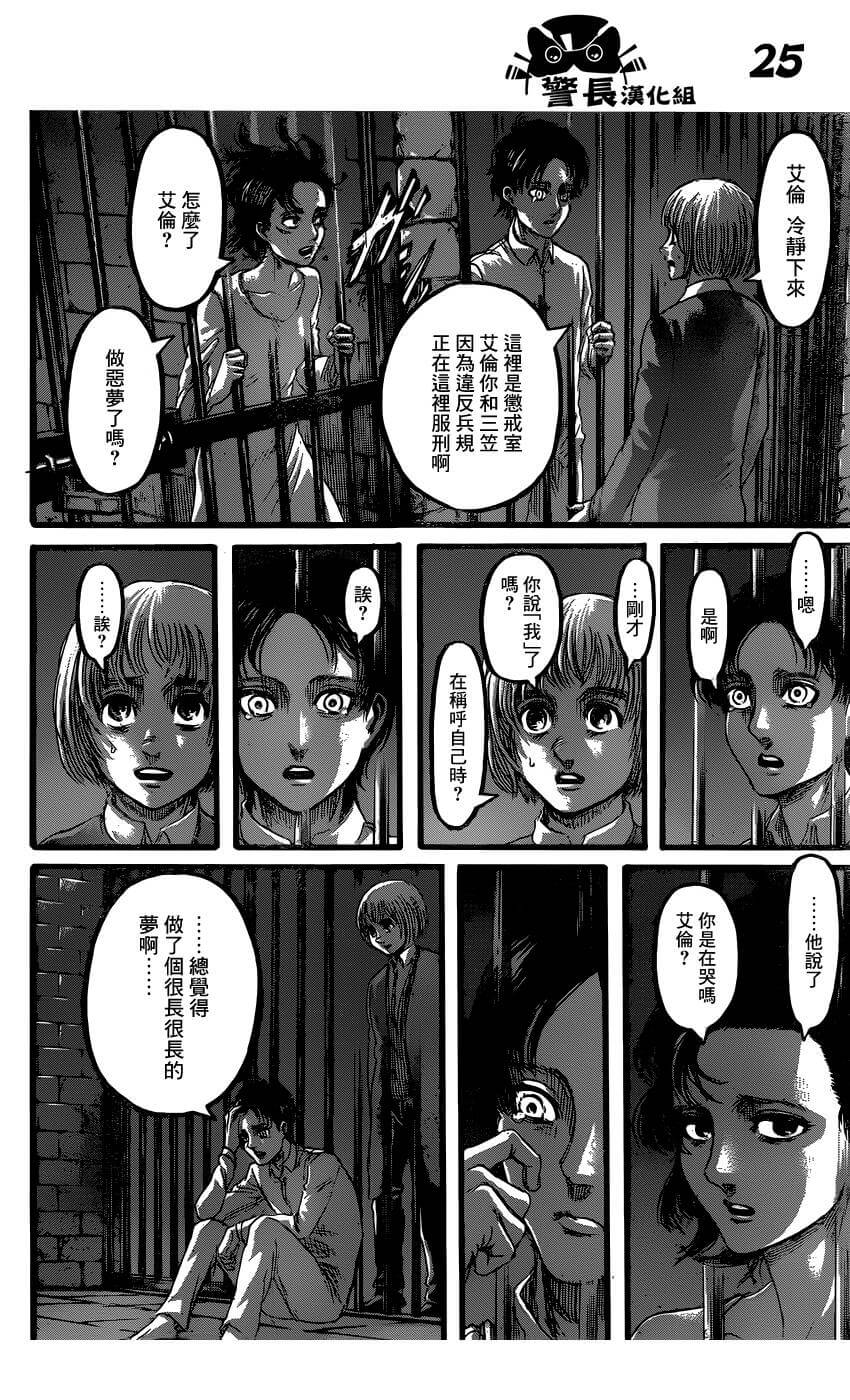 警長漢化組
25
艾倫 冷靜下來
這裡是懲戒室
艾倫你和三笠
因為違反兵規
正在這裡服刑啊
怎麼了
艾倫?
做惡夢了嗎?
……嗯
是啊
…剛才
你說「我」了
嗎?
在稱呼自己時?
誒?
……誒?
……他說了
你是在哭嗎
艾倫?
……總覺得
做了個很長很長的
夢啊……